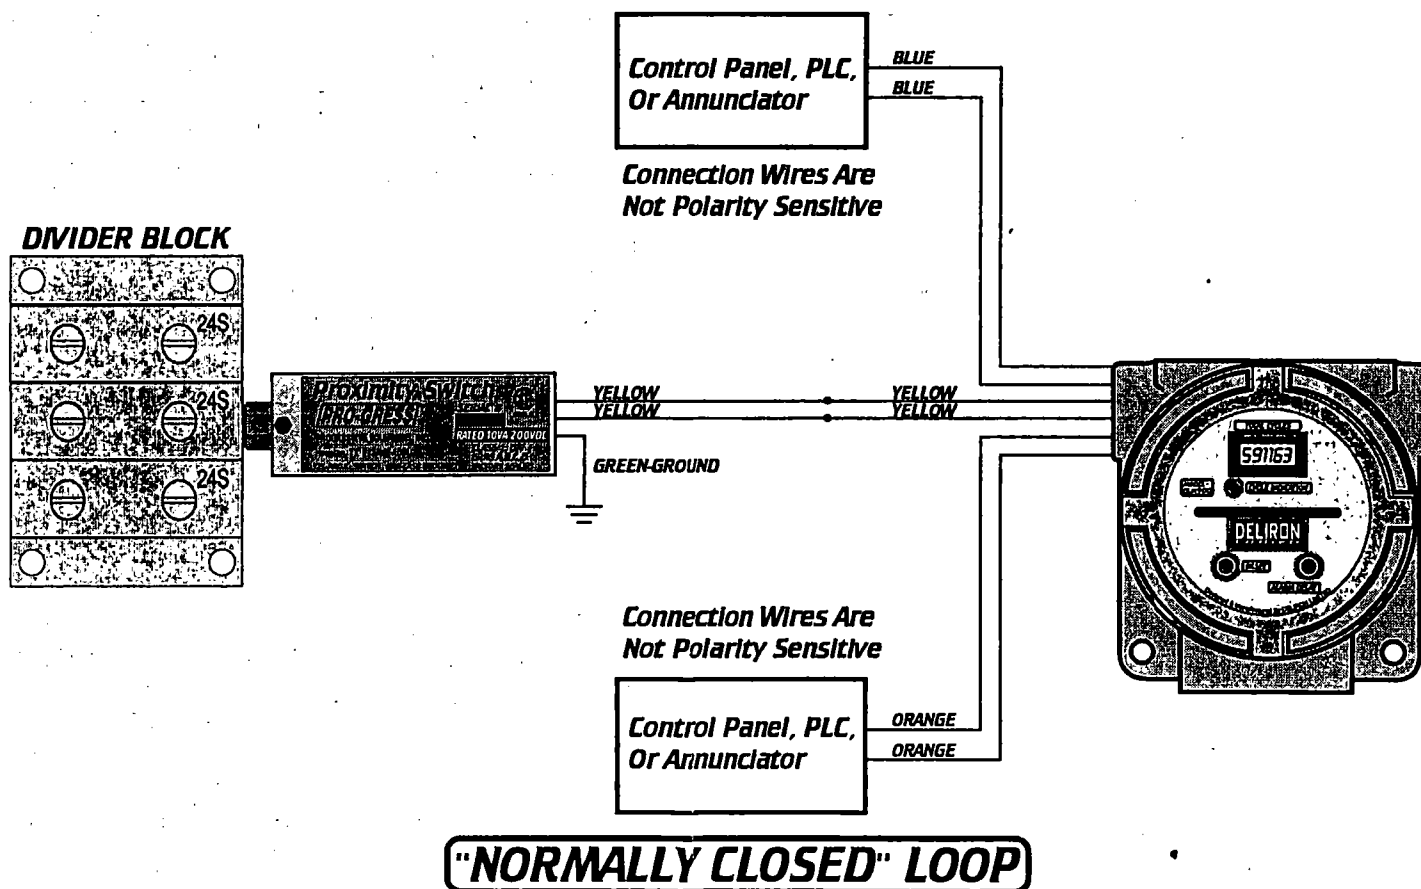 Control Panel, PLC,
Or Annunciator
BLUE
BLUE
Connection Wires Are
Not Polarity Sensitive
DIVIDER BLOCK
24S
24S
24S
Proximity Switch
RATED 10VA 200VDC
YELLOW
YELLOW
YELLOW
YELLOW
GREEN-GROUND
591163
DELIRON
Connection Wires Are
Not Polarity Sensitive
Control Panel, PLC,
Or Annunciator
ORANGE
ORANGE
"NORMALLY CLOSED" LOOP